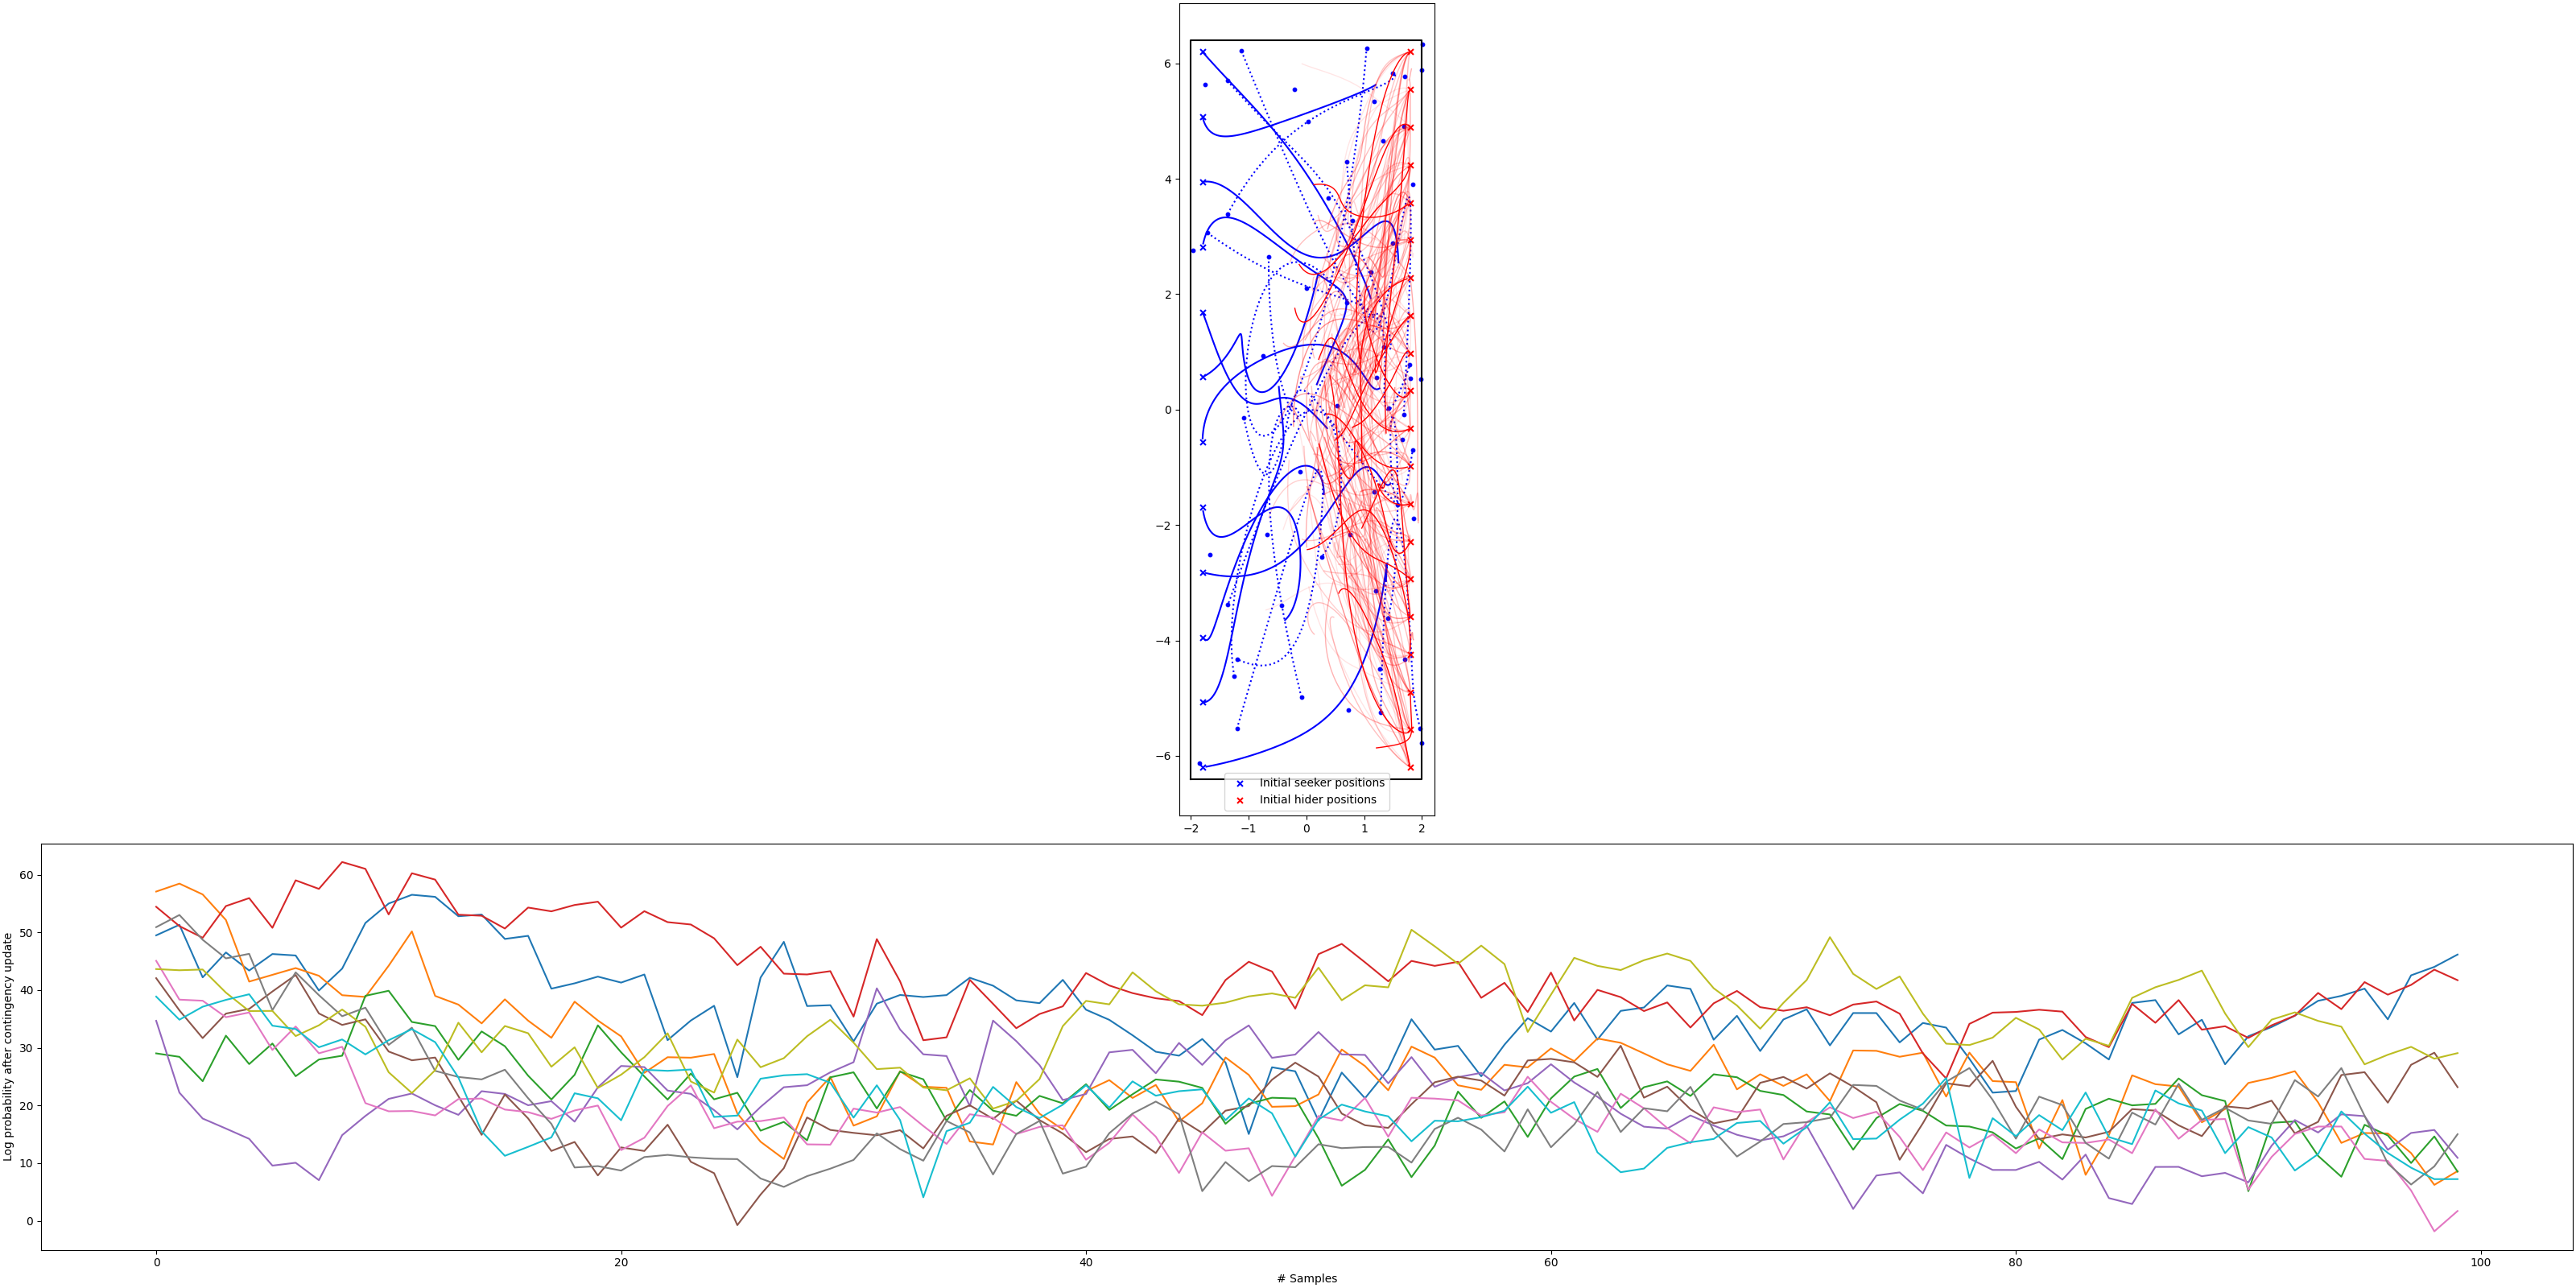 6
4
2
0
−2
−4
−6
Initial seeker positions
Initial hider positions
−2 −1 0 1 2
Log probability after contingency update
60
50
40
30
20
10
0
0 20 40 60 80 100
# Samples